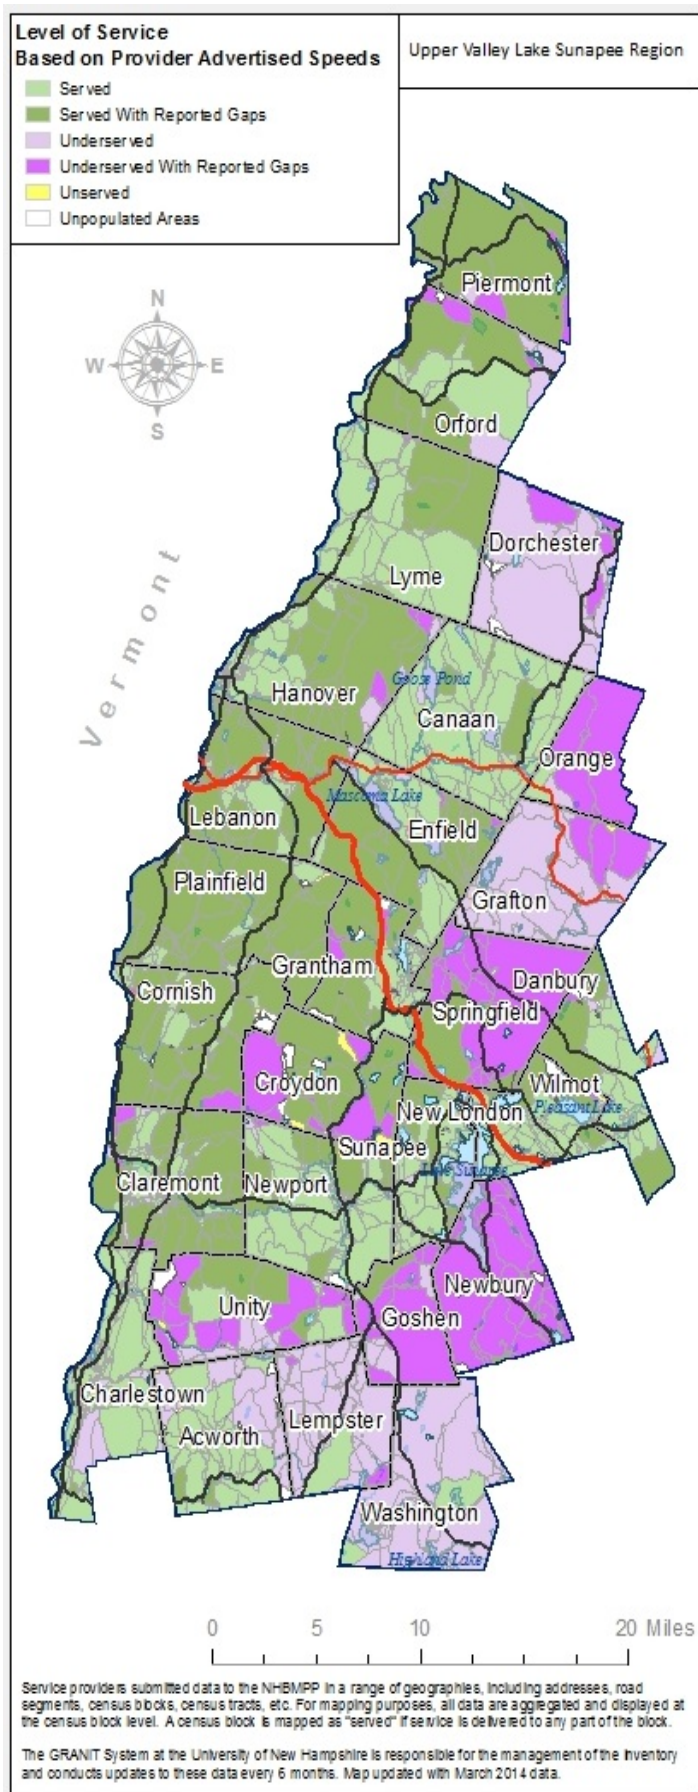 Level of Service
Based on Provider Advertised Speeds
Served
Served With Reported Gaps
Underserved
Underserved With Reported Gaps
Unserved
Unpopulated Areas
Upper Valley Lake Sunapee Region
N
W
E
S
Vermont
Piermont
Orford
Dorchester
Lyme
Hanover
Goose Pond
Canaan
Orange
Mascoma Lake
Lebanon
Enfield
Plainfield
Grafton
Grantham
Danbury
Cornish
Springfield
Croydon
Wilmot
New London
Pleasant Lake
Sunapee
Lake Sunapee
Claremont
Newport
Newbury
Unity
Goshen
Charlestown
Lempster
Acworth
Washington
Highland Lake
0 5 10 20 Miles
Service providers submitted data to the NHBMPP in a range of geographies, including addresses, road
segments, census blocks, census tracts, etc. For mapping purposes, all data are aggregated and displayed at
the census block level. A census block is mapped as "served" if service is delivered to any part of the block.
The GRANIT System at the University of New Hampshire is responsible for the management of the inventory
and conducts updates to these data every 6 months. Map updated with March 2014 data.